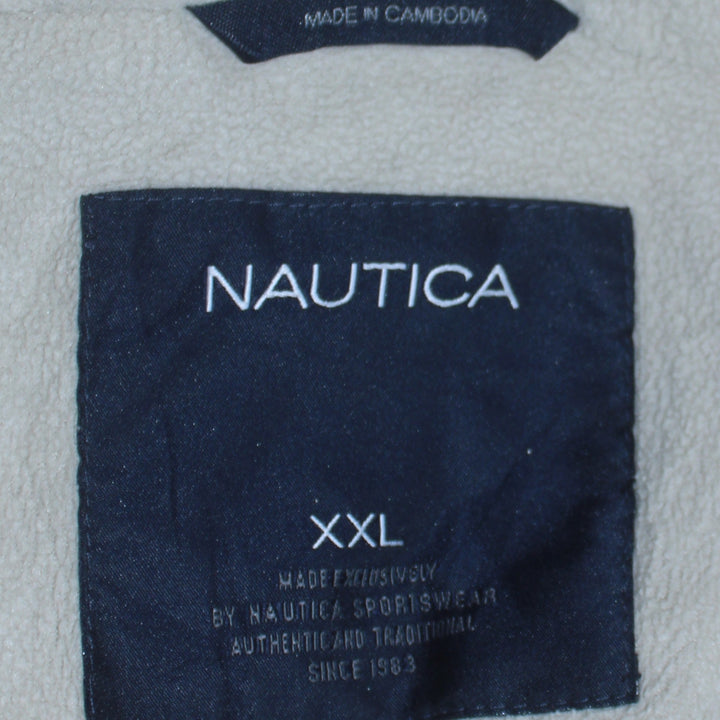 MADE IN CAMBODIA
NAUTICA
XXL
MADE EXCLUSIVELY
BY NAUTICA SPORTSWEAR
AUTHENTIC AND TRADITIONAL
SINCE 1983